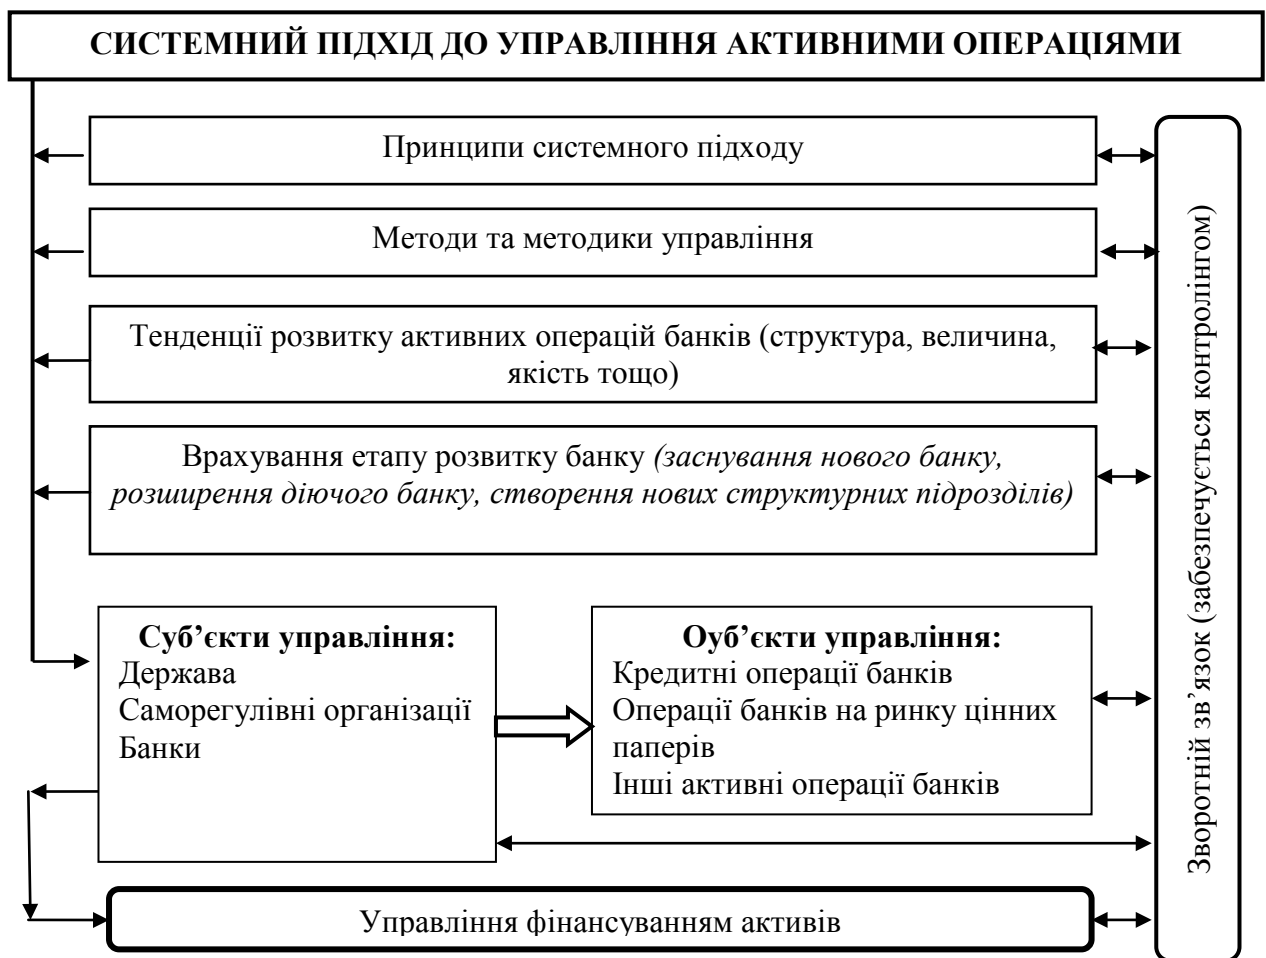 СИСТЕМНИЙ ПІДХІД ДО УПРАВЛІННЯ АКТИВНИМИ ОПЕРАЦІЯМИ
Принципи системного підходу
Методи та методики управління
Тенденції розвитку активних операцій банків (структура, величина,
якість тощо)
Врахування етапу розвитку банку (заснування нового банку,
розширення діючого банку, створення нових структурних підрозділів)
Суб’єкти управління:
Держава
Саморегулівні організації
Банки
Оуб’єкти управління:
Кредитні операції банків
Операції банків на ринку цінних
паперів
Інші активні операції банків
Управління фінансуванням активів
Зворотній зв’язок (забезпечується контролінгом)